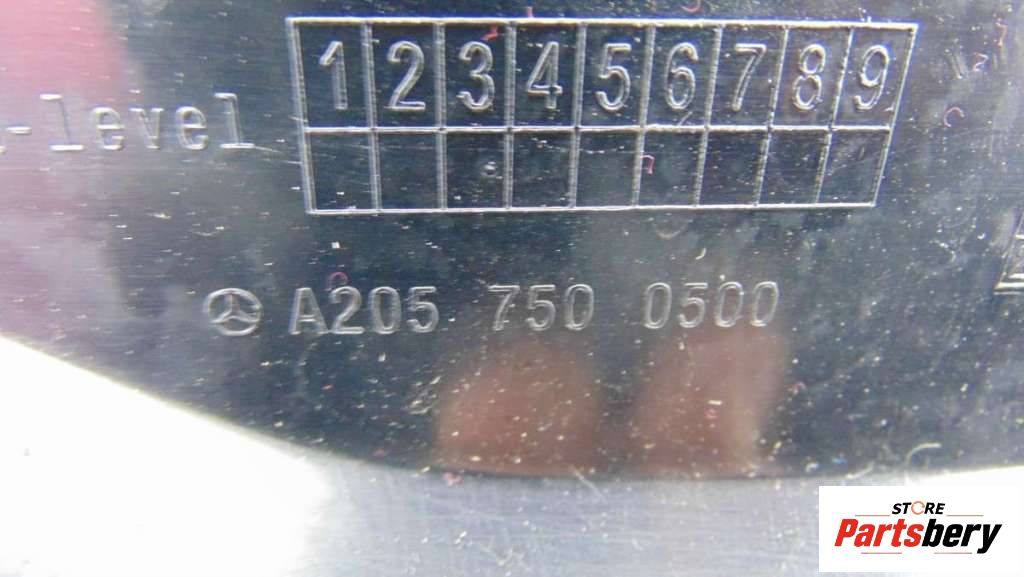 1 2 3 4 5 6 7 8 9
-level
A205 750 0500
STORE
Partsbery